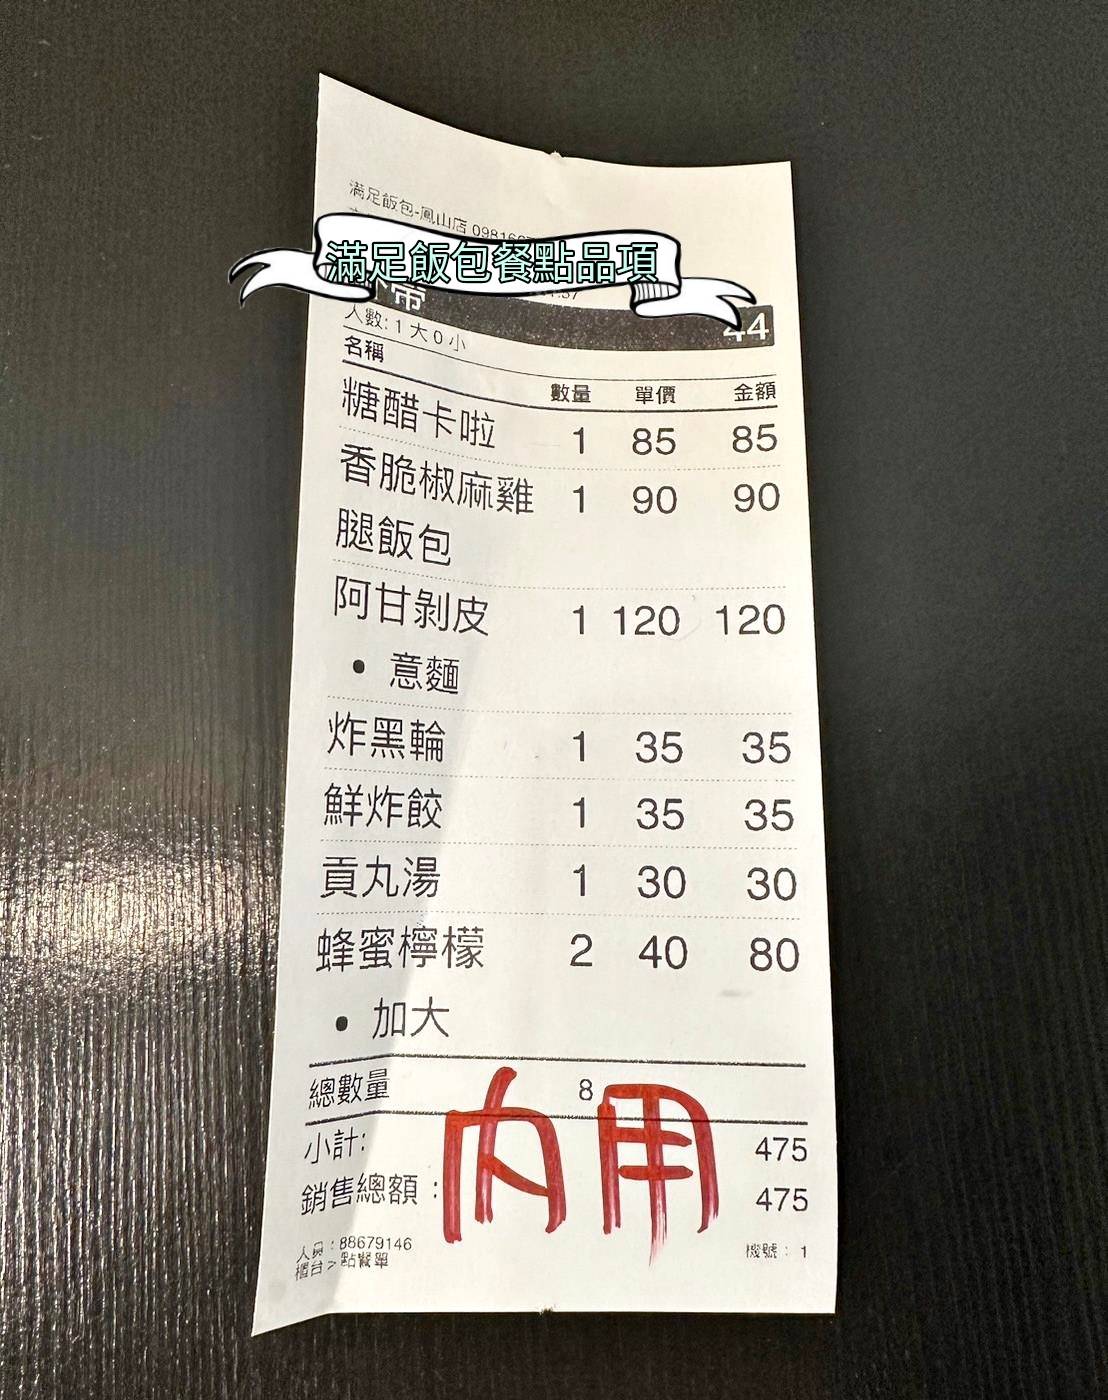 滿足飯包-鳳山店 09816
滿足飯包餐點品項
帶 44
人數: 1 大 0 小
名稱 數量 單價 金額
糖醋卡啦 1 85 85
香脆椒麻雞 1 90 90
腿飯包
阿甘剝皮 1 120 120
• 意麵
炸黑輪 1 35 35
鮮炸餃 1 35 35
貢丸湯 1 30 30
蜂蜜檸檬 2 40 80
• 加大
總數量 8
內用
小計: 475
銷售總額 : 475
人員 : 88679146
櫃台 > 點餐單 機號 : 1